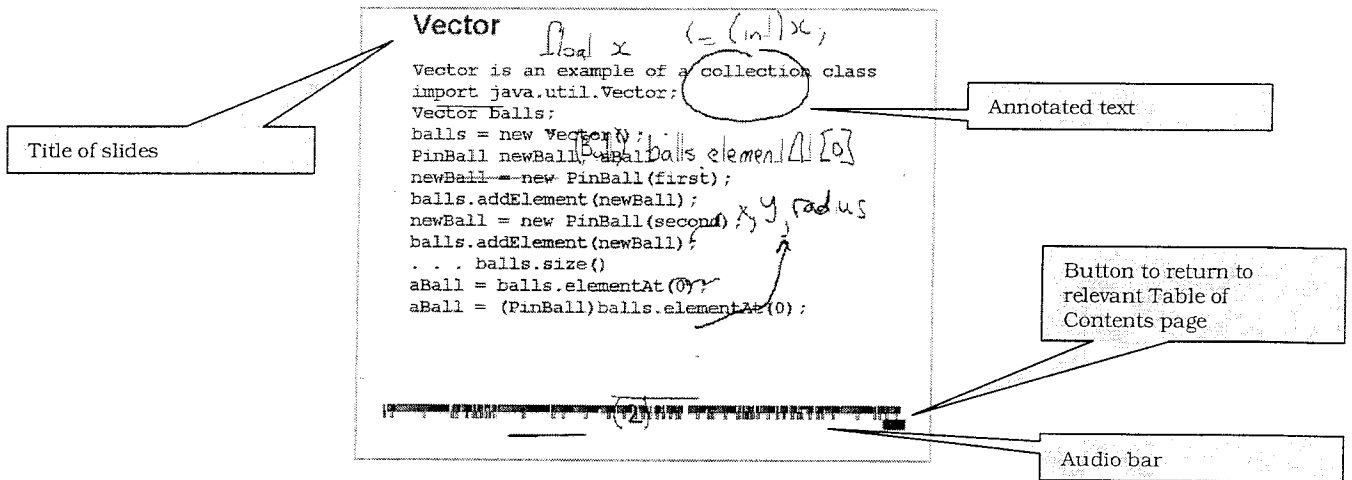 Vector
x (= (int)x;
Vector is an example of a collection class
import java.util.Vector;
Vector balls;
balls = new Vector();
PinBall newBall, aBall
balls element [0]
newBall = new PinBall(first);
balls.addElement(newBall);
newBall = new PinBall(second);
x, y, radius
balls.addElement(newBall);
. . . balls.size()
aBall = balls.elementAt(0);
aBall = (PinBall)balls.elementAt(0);
(2)
Title of slides
Annotated text
Button to return to
relevant Table of
Contents page
Audio bar